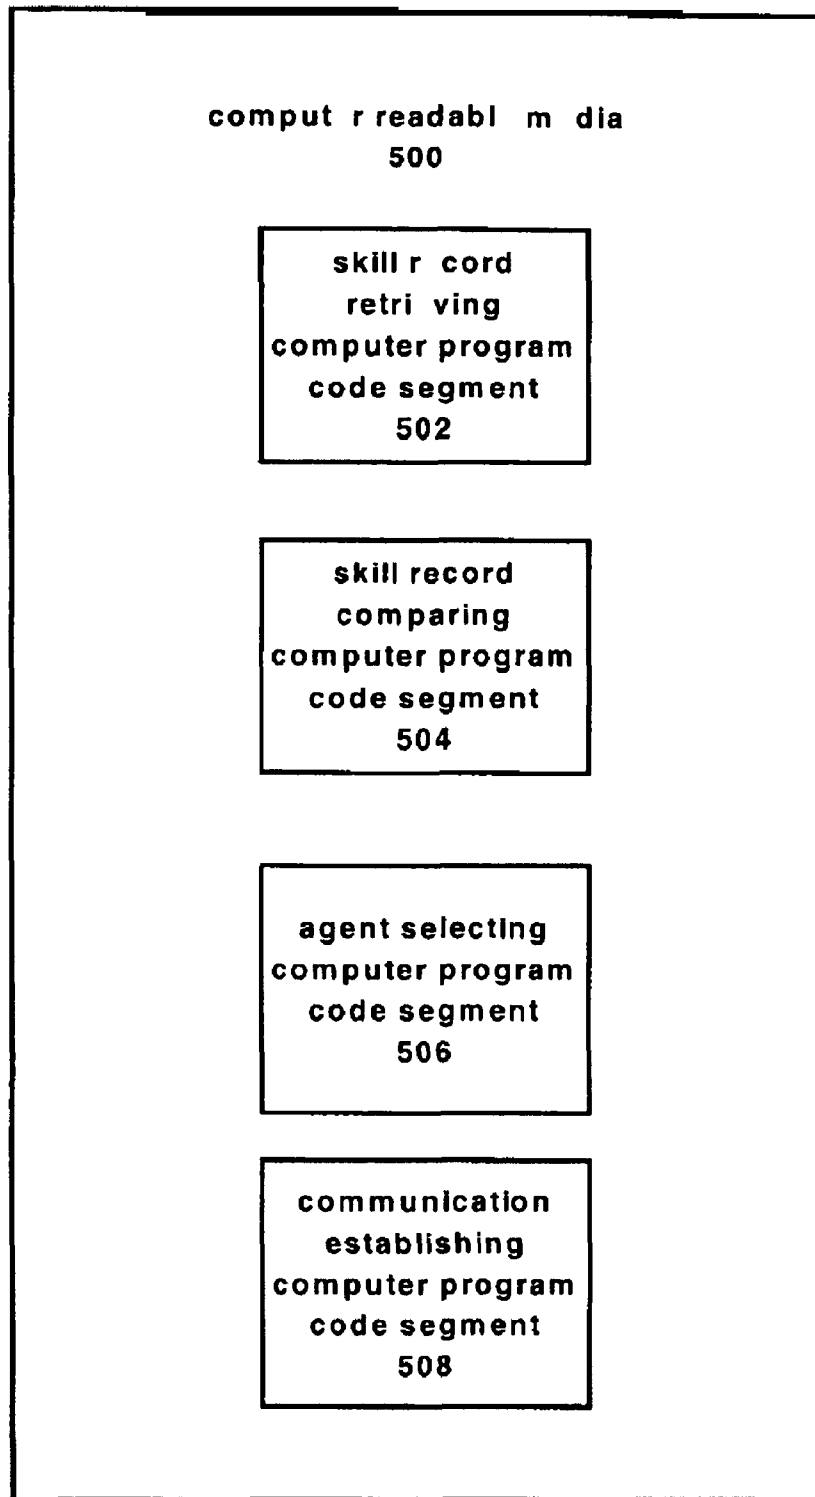 comput r readabl m dia
500
skill r cord
retri ving
computer program
code segment
502
skill record
comparing
computer program
code segment
504
agent selecting
computer program
code segment
506
communication
establishing
computer program
code segment
508